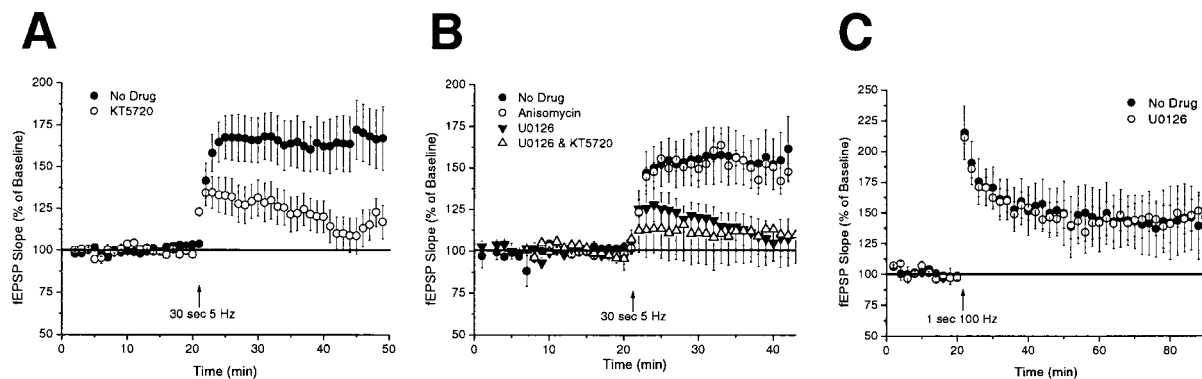 A
200
175
150
125
100
75
50
0
10
20
30
40
50
fEPSP Slope (% of Baseline)
Time (min)
No Drug
KT5720
30 sec 5 Hz
B
200
175
150
125
100
75
50
0
10
20
30
40
fEPSP Slope (% of Baseline)
Time (min)
No Drug
Anisomycin
U0126
U0126 & KT5720
30 sec 5 Hz
C
250
200
150
100
50
0
20
40
60
80
fEPSP Slope (% of Baseline)
Time (min)
No Drug
U0126
1 sec 100 Hz